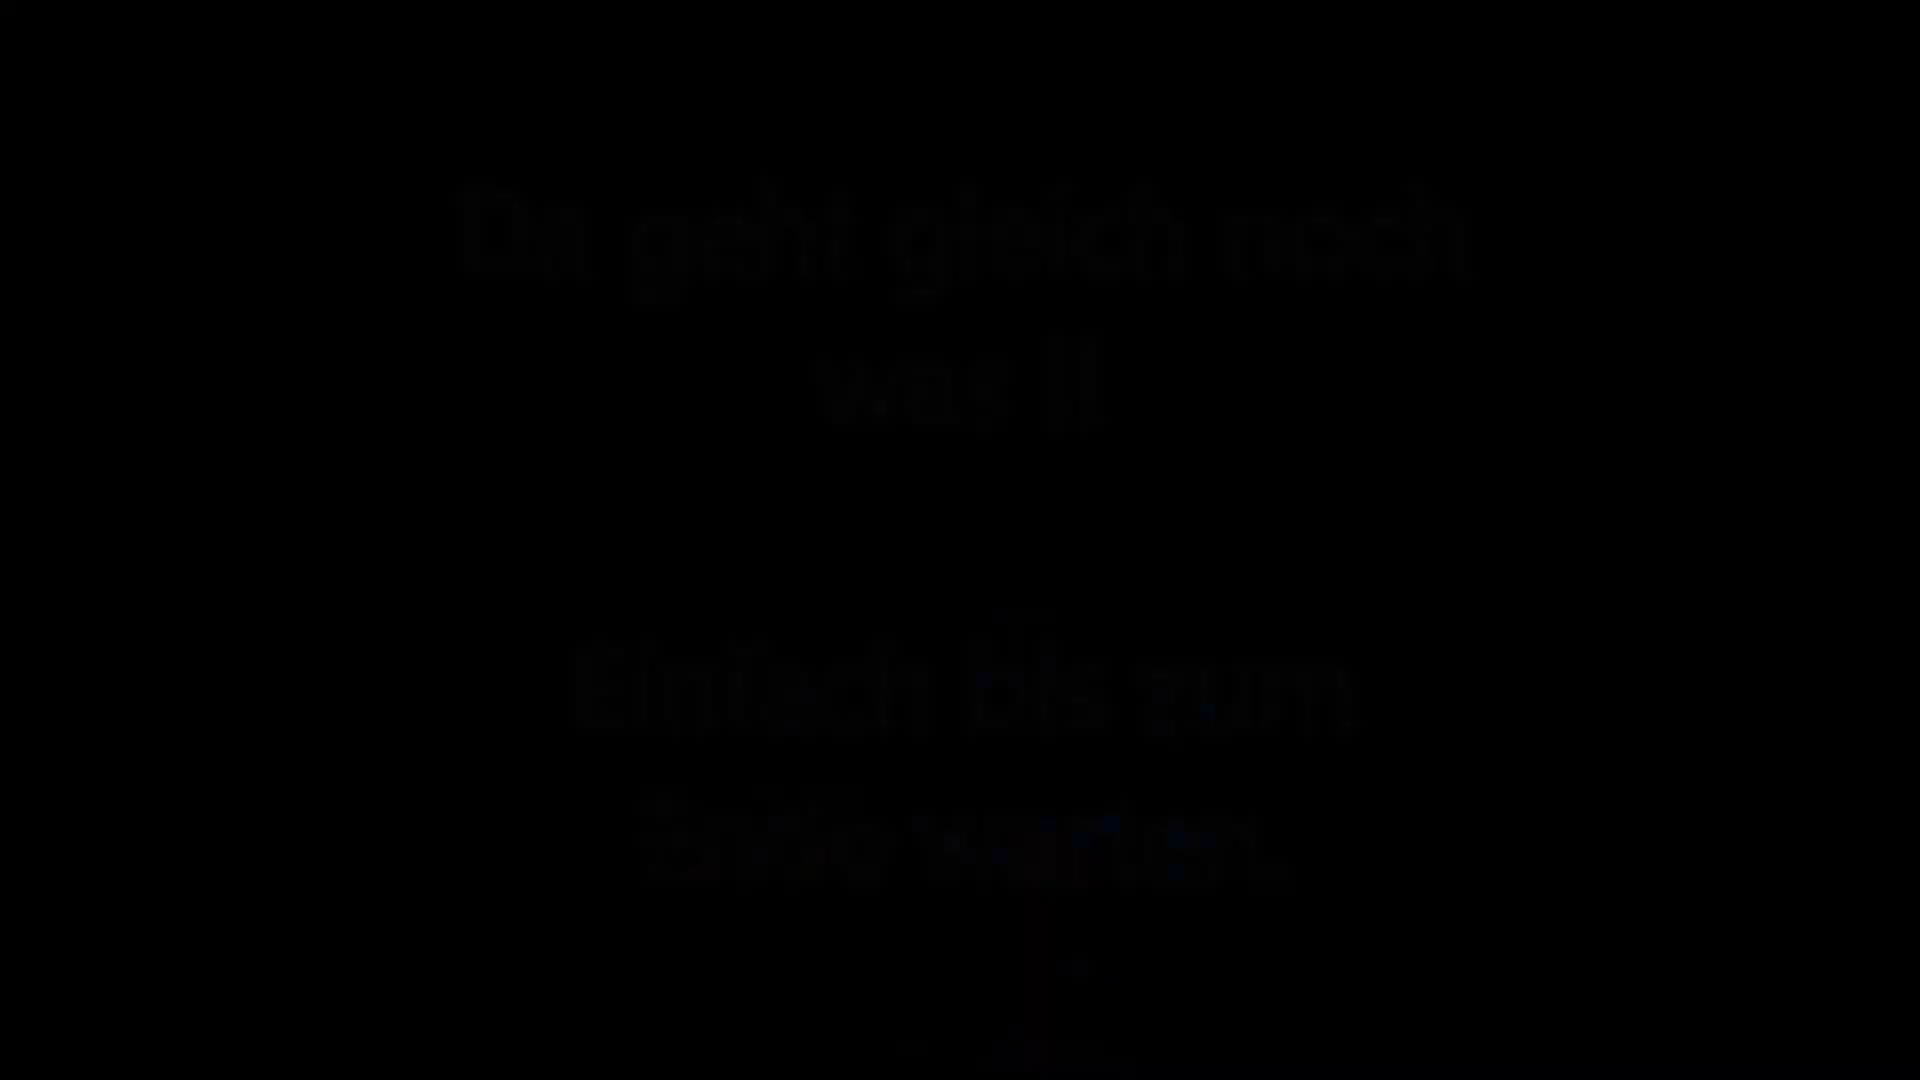 Da geht gleich noch
was !!
Einfach bis zum
Ende warten.